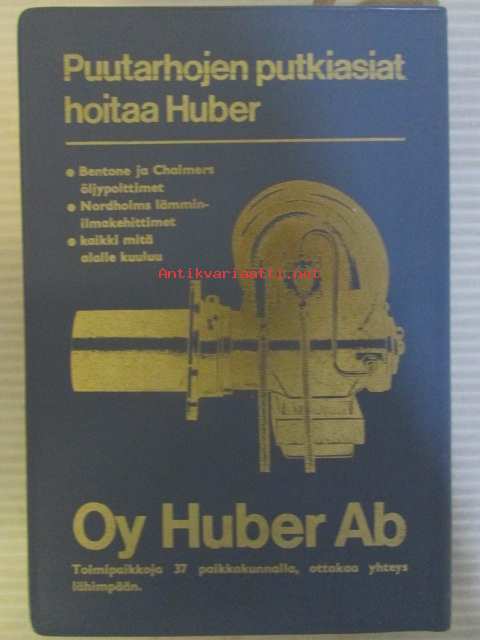 Puutarhojen putkiasiat
hoitaa Huber
• Bentone ja Chalmers
öljypolttimet
• Nordholms lämmin-
ilmakehittimet
• kaikki mitä
alalle kuuluu
Antikvariaatti.net
Oy Huber Ab
Toimipaikkoja 37 paikkakunnalla, ottakaa yhteys
lähimpään.